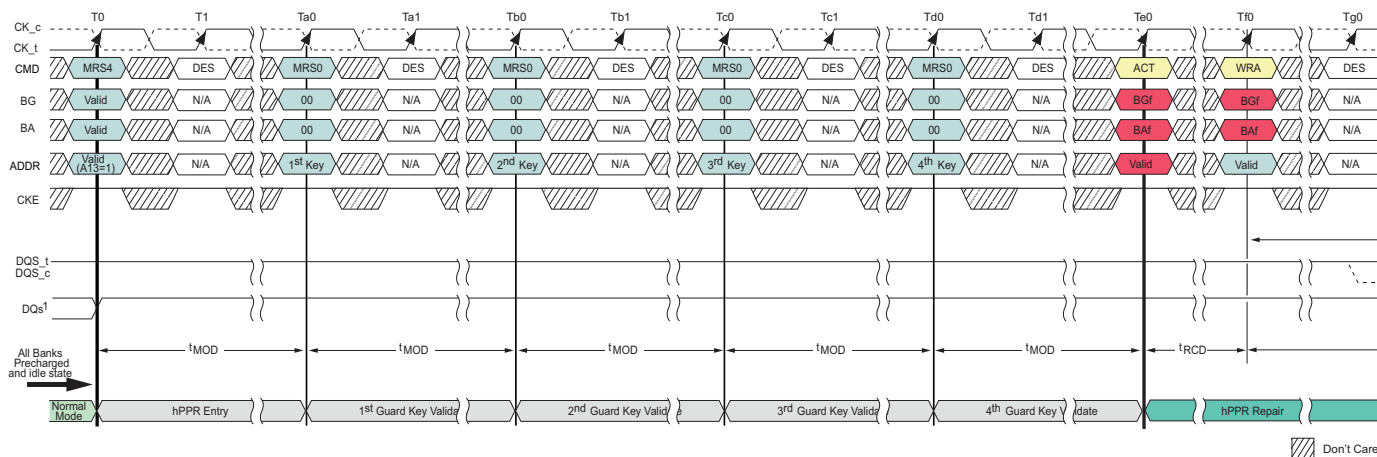 T0 T1 Ta0 Ta1 Tb0 Tb1 Tc0 Tc1 Td0 Td1 Te0 Tf0 Tg0
CK_c
CK_t
CMD MRS4 DES MRS0 DES MRS0 DES MRS0 DES MRS0 DES ACT WRA DES
BG Valid N/A 00 N/A 00 N/A 00 N/A 00 N/A BGf BGf N/A
BA Valid N/A 00 N/A 00 N/A 00 N/A 00 N/A BAf BAf N/A
ADDR Valid (A13=1) N/A 1st Key N/A 2nd Key N/A 3rd Key N/A 4th Key N/A Valid Valid N/A
CKE
DQS_t
DQS_c
DQs1
tMOD tMOD tMOD tMOD tMOD tRCD
All Banks
Precharged
and idle state
Normal Mode hPPR Entry 1st Guard Key Valida 2nd Guard Key Valid e 3rd Guard Key Valida 4th Guard Key V date hPPR Repair
Don't Care